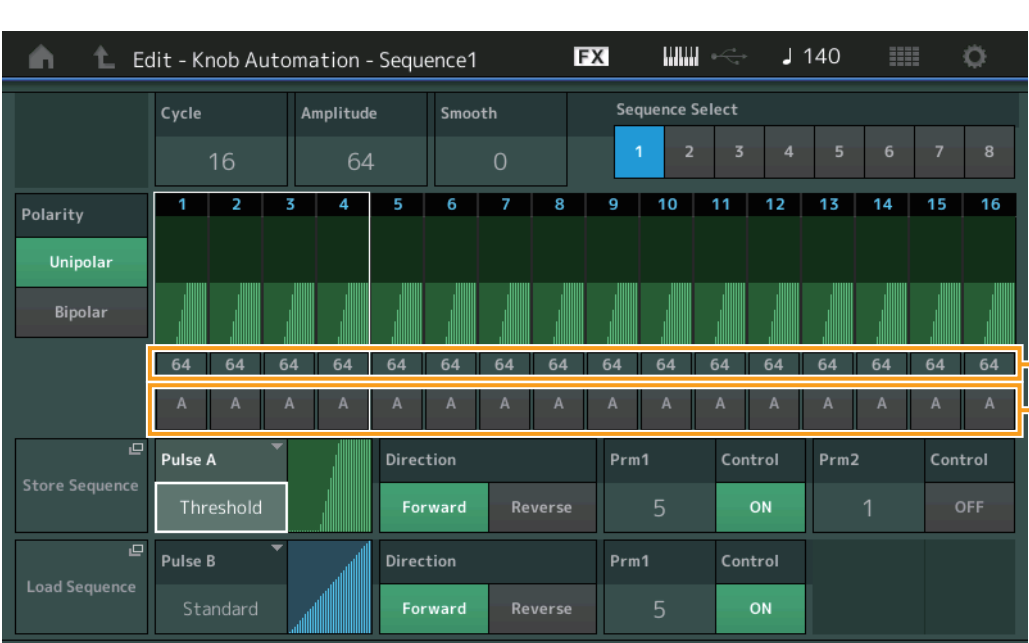 Edit - Knob Automation - Sequence1 FX ♩ 140
Cycle Amplitude Smooth Sequence Select
16 64 0 1 2 3 4 5 6 7 8
Polarity 1 2 3 4 5 6 7 8 9 10 11 12 13 14 15 16
Unipolar
Bipolar
64 64 64 64 64 64 64 64 64 64 64 64 64 64 64 64
A A A A A A A A A A A A A A A A
Store Sequence Pulse A Direction Prm1 Control Prm2 Control
Threshold Forward Reverse 5 ON 1 OFF
Load Sequence Pulse B Direction Prm1 Control
Standard Forward Reverse 5 ON